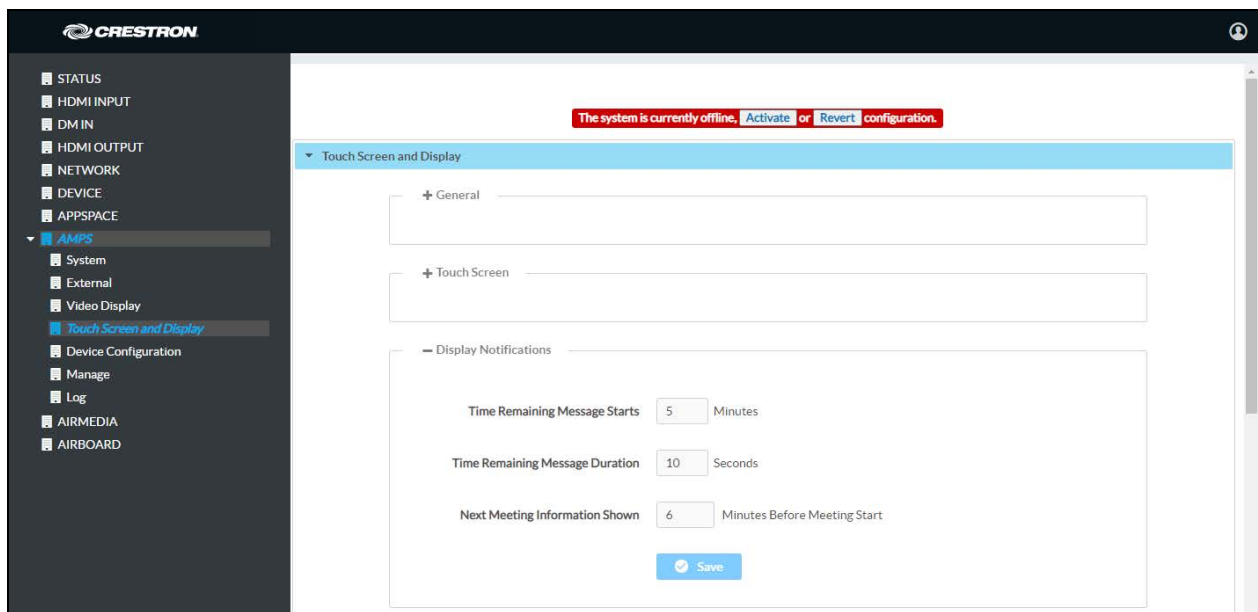 CRESTRON
STATUS
HDMI INPUT
DM IN
HDMI OUTPUT
NETWORK
DEVICE
APPSPACE
AMPS
System
External
Video Display
Touch Screen and Display
Device Configuration
Manage
Log
AIRMEDIA
AIRBOARD
The system is currently offline, Activate or Revert configuration.
Touch Screen and Display
+ General
+ Touch Screen
− Display Notifications
Time Remaining Message Starts 5 Minutes
Time Remaining Message Duration 10 Seconds
Next Meeting Information Shown 6 Minutes Before Meeting Start
Save